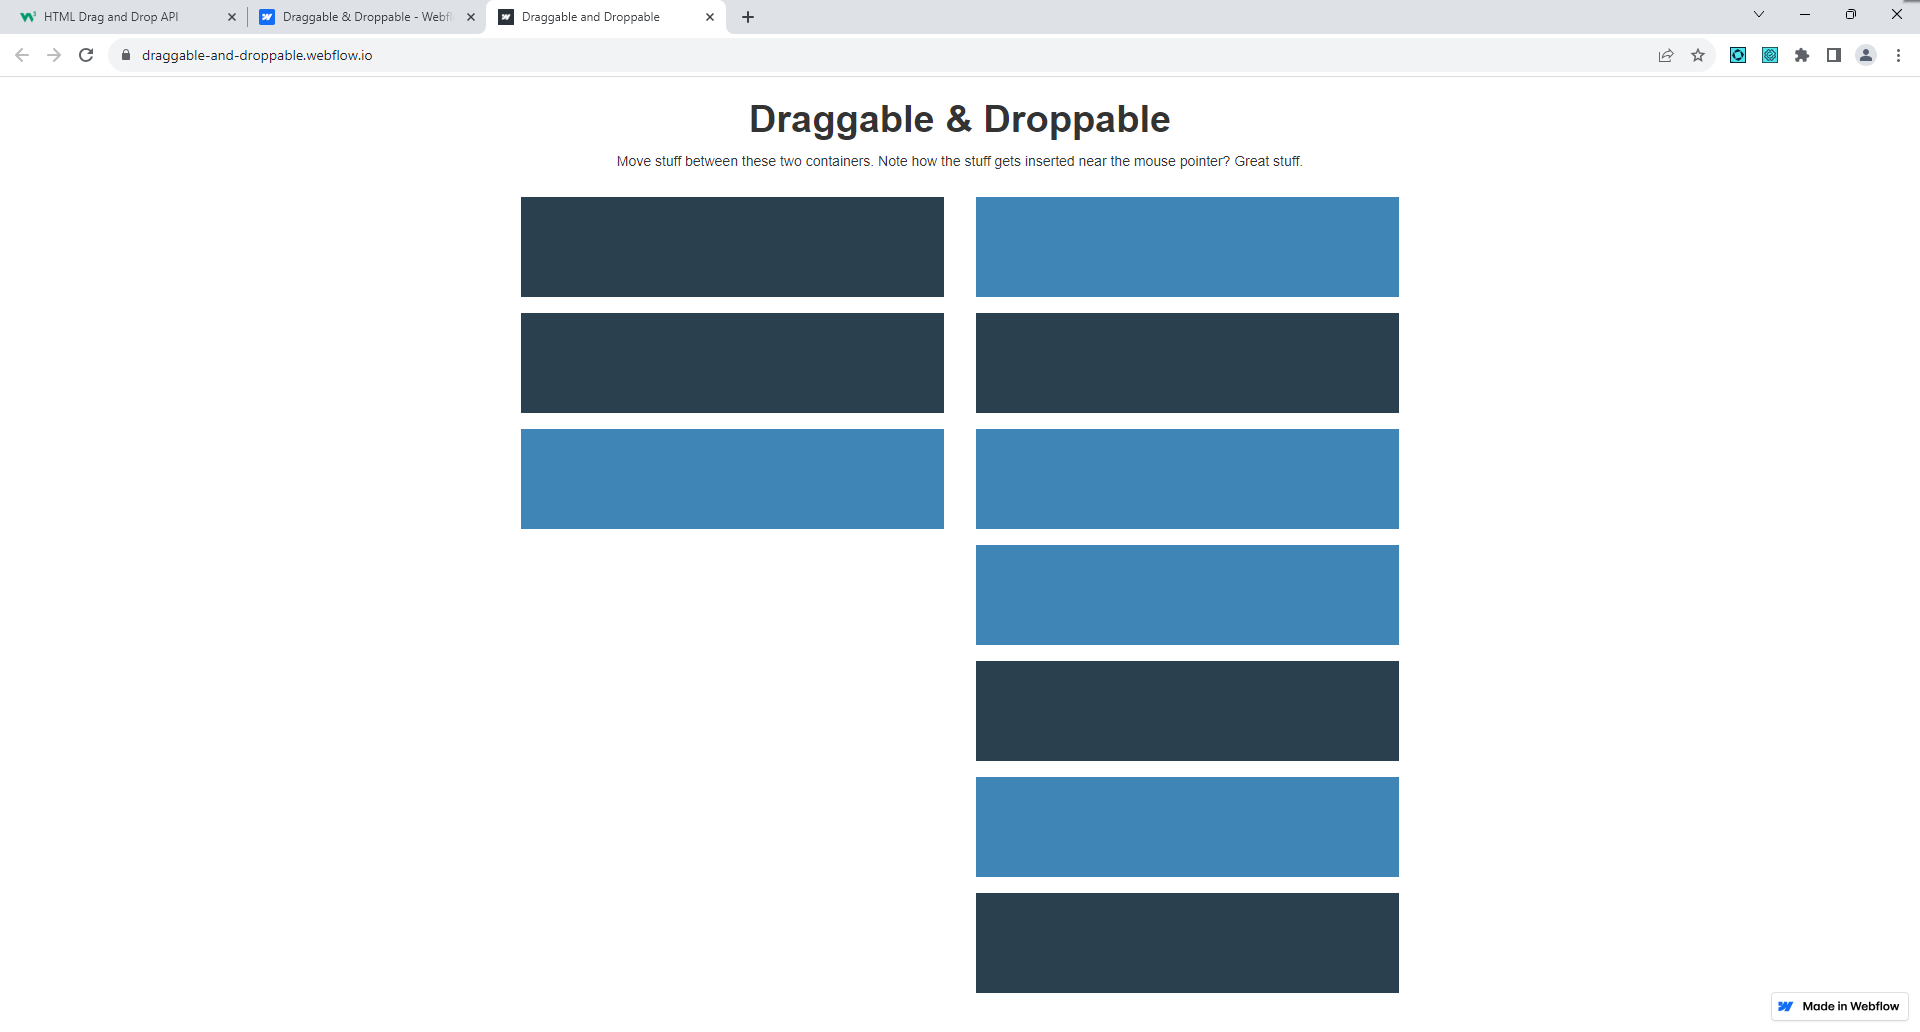 HTML Drag and Drop API
Draggable & Droppable - Webfl
Draggable and Droppable
draggable-and-droppable.webflow.io
Draggable & Droppable
Move stuff between these two containers. Note how the stuff gets inserted near the mouse pointer? Great stuff.
Made in Webflow